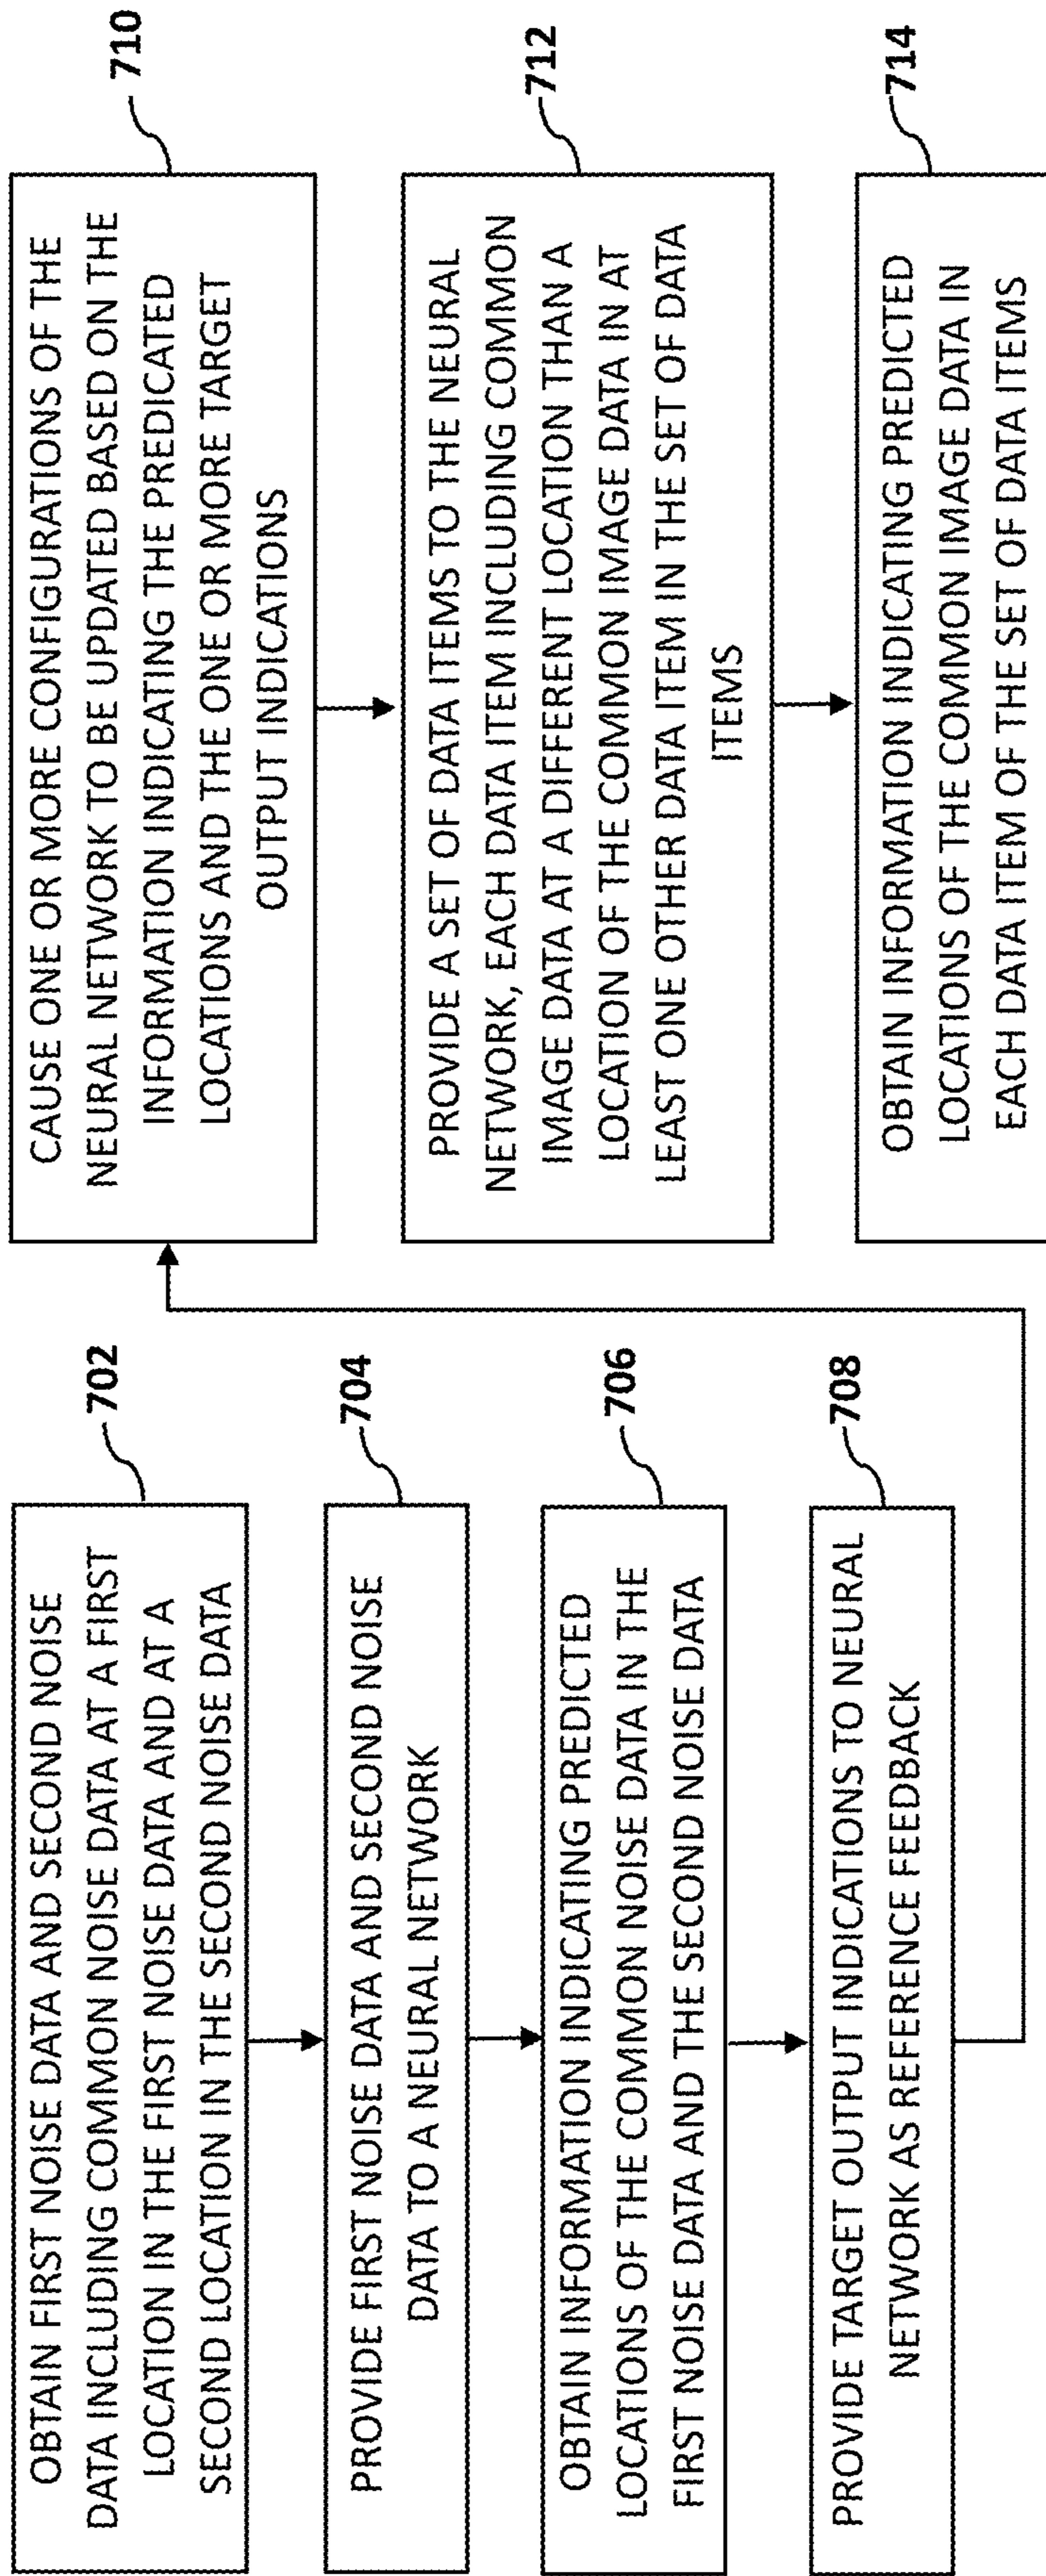 OBTAIN FIRST NOISE DATA AND SECOND NOISE
DATA INCLUDING COMMON NOISE DATA AT A FIRST
LOCATION IN THE FIRST NOISE DATA AND AT A
SECOND LOCATION IN THE SECOND NOISE DATA
702
PROVIDE FIRST NOISE DATA AND SECOND NOISE
DATA TO A NEURAL NETWORK
704
OBTAIN INFORMATION INDICATING PREDICTED
LOCATIONS OF THE COMMON NOISE DATA IN THE
FIRST NOISE DATA AND THE SECOND NOISE DATA
706
PROVIDE TARGET OUTPUT INDICATIONS TO NEURAL
NETWORK AS REFERENCE FEEDBACK
708
CAUSE ONE OR MORE CONFIGURATIONS OF THE
NEURAL NETWORK TO BE UPDATED BASED ON THE
INFORMATION INDICATING THE PREDICATED
LOCATIONS AND THE ONE OR MORE TARGET
OUTPUT INDICATIONS
710
PROVIDE A SET OF DATA ITEMS TO THE NEURAL
NETWORK, EACH DATA ITEM INCLUDING COMMON
IMAGE DATA AT A DIFFERENT LOCATION THAN A
LOCATION OF THE COMMON IMAGE DATA IN AT
LEAST ONE OTHER DATA ITEM IN THE SET OF DATA
ITEMS
712
OBTAIN INFORMATION INDICATING PREDICTED
LOCATIONS OF THE COMMON IMAGE DATA IN
EACH DATA ITEM OF THE SET OF DATA ITEMS
714